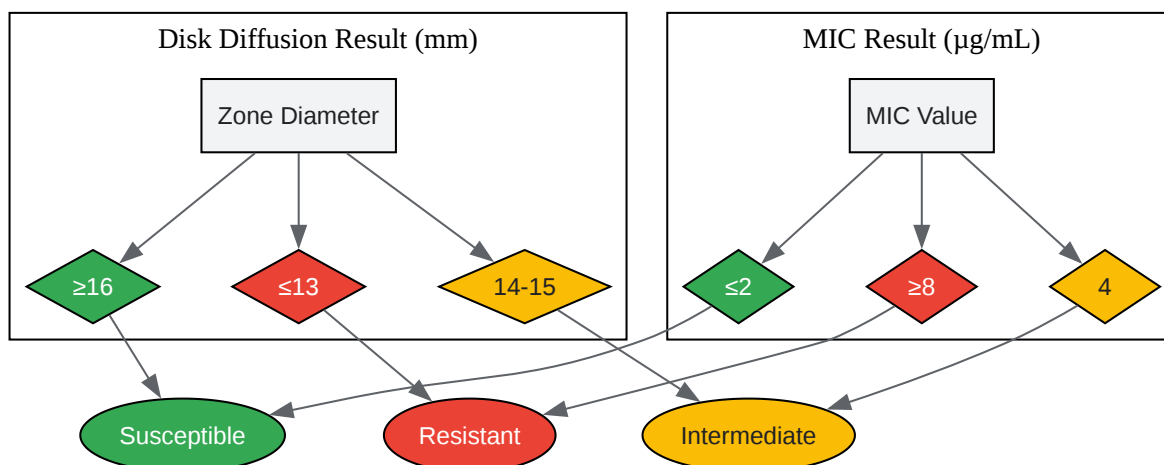 Disk Diffusion Result (mm)
MIC Result (µg/mL)
Zone Diameter
MIC Value
≥16
≤13
14-15
≤2
≥8
4
Susceptible
Resistant
Intermediate